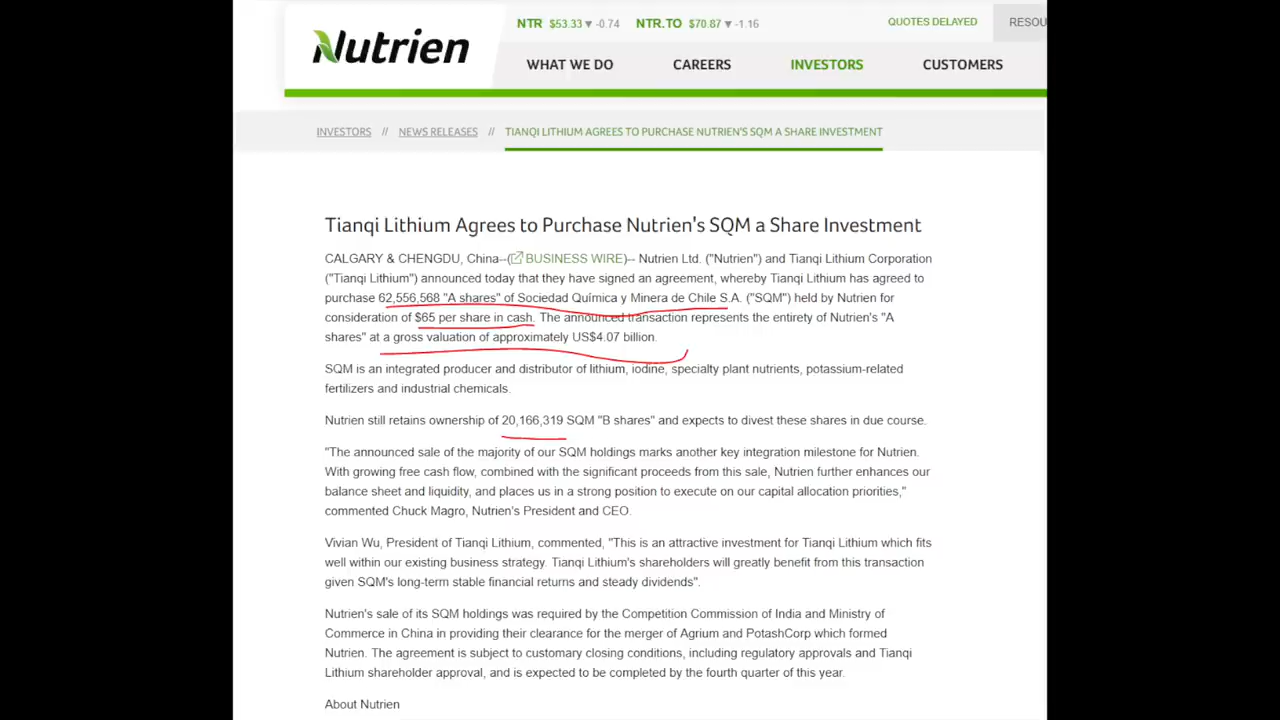 NTR $53.33 ▼ -0.74 NTR.TO $70.87 ▼ -1.16 QUOTES DELAYED RESOU
Nutrien
WHAT WE DO CAREERS INVESTORS CUSTOMERS
INVESTORS // NEWS RELEASES // TIANQI LITHIUM AGREES TO PURCHASE NUTRIEN'S SQM A SHARE INVESTMENT
Tianqi Lithium Agrees to Purchase Nutrien's SQM a Share Investment
CALGARY & CHENGDU, China--(BUSINESS WIRE)-- Nutrien Ltd. ("Nutrien") and Tianqi Lithium Corporation
("Tianqi Lithium") announced today that they have signed an agreement, whereby Tianqi Lithium has agreed to
purchase 62,556,568 "A shares" of Sociedad Química y Minera de Chile S.A. ("SQM") held by Nutrien for
consideration of $65 per share in cash. The announced transaction represents the entirety of Nutrien's "A
shares" at a gross valuation of approximately US$4.07 billion.
SQM is an integrated producer and distributor of lithium, iodine, specialty plant nutrients, potassium-related
fertilizers and industrial chemicals.
Nutrien still retains ownership of 20,166,319 SQM "B shares" and expects to divest these shares in due course.
"The announced sale of the majority of our SQM holdings marks another key integration milestone for Nutrien.
With growing free cash flow, combined with the significant proceeds from this sale, Nutrien further enhances our
balance sheet and liquidity, and places us in a strong position to execute on our capital allocation priorities,"
commented Chuck Magro, Nutrien's President and CEO.
Vivian Wu, President of Tianqi Lithium, commented, "This is an attractive investment for Tianqi Lithium which fits
well within our existing business strategy. Tianqi Lithium's shareholders will greatly benefit from this transaction
given SQM's long-term stable financial returns and steady dividends".
Nutrien's sale of its SQM holdings was required by the Competition Commission of India and Ministry of
Commerce in China in providing their clearance for the merger of Agrium and PotashCorp which formed
Nutrien. The agreement is subject to customary closing conditions, including regulatory approvals and Tianqi
Lithium shareholder approval, and is expected to be completed by the fourth quarter of this year.
About Nutrien